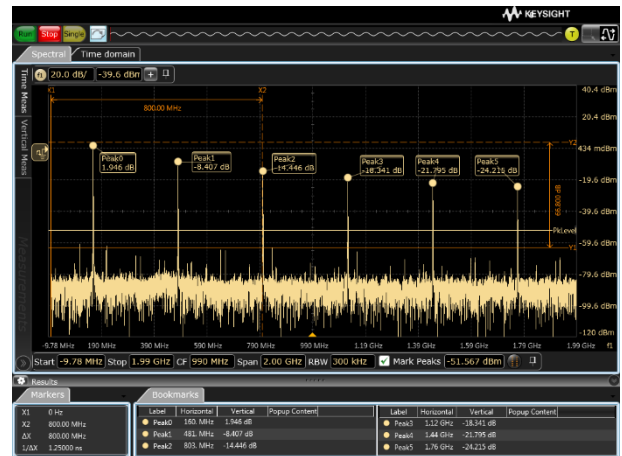 KEYSIGHT
Run Stop Single T
Spectral Time domain
f1 20.0 dB/ -39.6 dBm
Time Meas
Vertical Meas
Measurements
X1 X2 40.4 dBm
800.00 MHz
20.4 dBm
Y2
434 mdBm
Peak0
1.946 dB
Peak1
-8.407 dB
Peak2
-14.446 dB
Peak3
-18.341 dB
Peak4
-21.795 dB
Peak5
-24.215 dB
-19.6 dBm
-39.6 dBm
PkLevel
Y1
-59.6 dBm
-79.6 dBm
-99.6 dBm
-120 dBm
-9.78 MHz 190 MHz 390 MHz 590 MHz 790 MHz 990 MHz 1.19 GHz 1.39 GHz 1.59 GHz 1.79 GHz 1.99 GHz f1
Start -9.78 MHz Stop 1.99 GHz CF 990 MHz Span 2.00 GHz RBW 300 kHz Mark Peaks -51.567 dBm
Results
Markers Bookmarks
X1 0 Hz
X2 800.00 MHz
ΔX 800.00 MHz
1/ΔX 1.25000 ns
Label Horizontal Vertical Popup Content
Peak0 160. MHz 1.946 dB
Peak1 481. MHz -8.407 dB
Peak2 803. MHz -14.446 dB
Label Horizontal Vertical Popup Content
Peak3 1.12 GHz -18.341 dB
Peak4 1.44 GHz -21.795 dB
Peak5 1.76 GHz -24.215 dB